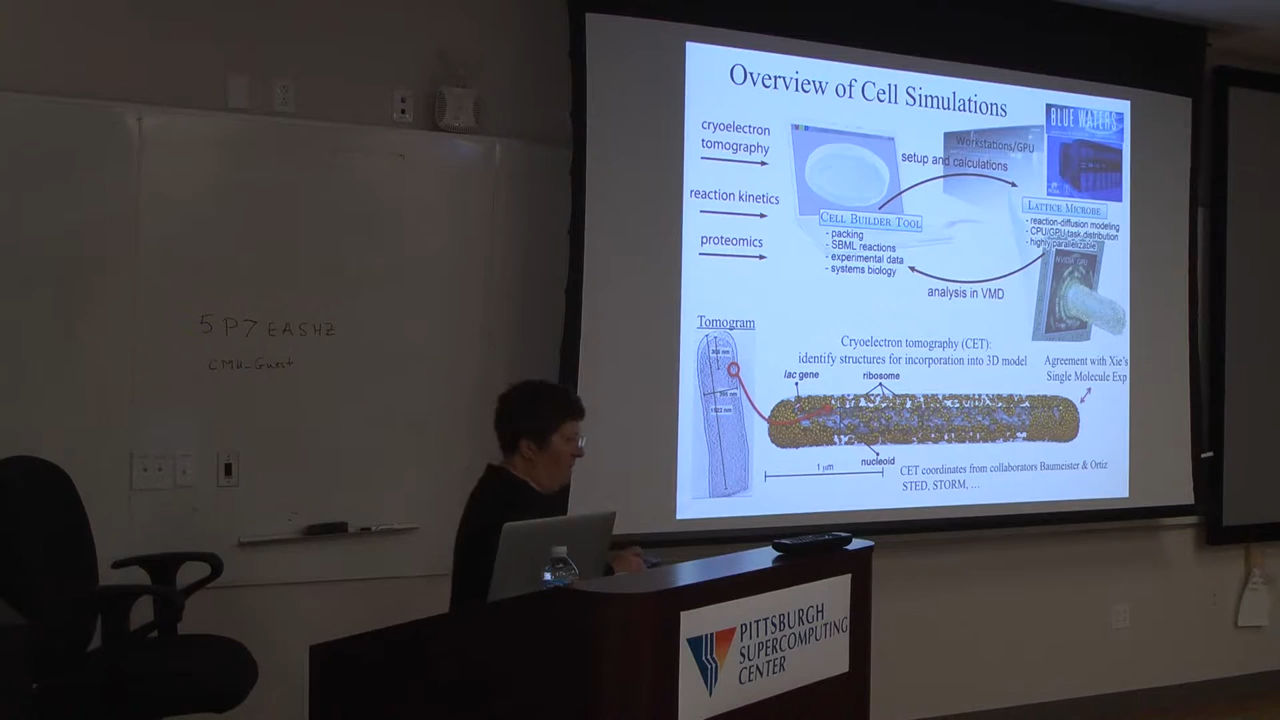 5P7EASHZ
CMU_Guest
Overview of Cell Simulations
cryoelectron
tomography
reaction kinetics
proteomics
CELL BUILDER TOOL
- packing
- SBML reactions
- experimental data
- systems biology
Workstations/GPU
setup and calculations
BLUE WATERS
LATTICE MICROBE
- reaction-diffusion modeling
- CPU/GPU task distribution
- highly parallelizable
NVIDIA GPU
analysis in VMD
Tomogram
Cryoelectron tomography (CET):
identify structures for incorporation into 3D model
lac gene
ribosome
nucleoid
1 μm
Agreement with Xie's
Single Molecule Exp
CET coordinates from collaborators Baumeister & Ortiz
STED, STORM, …
PITTSBURGH
SUPERCOMPUTING
CENTER